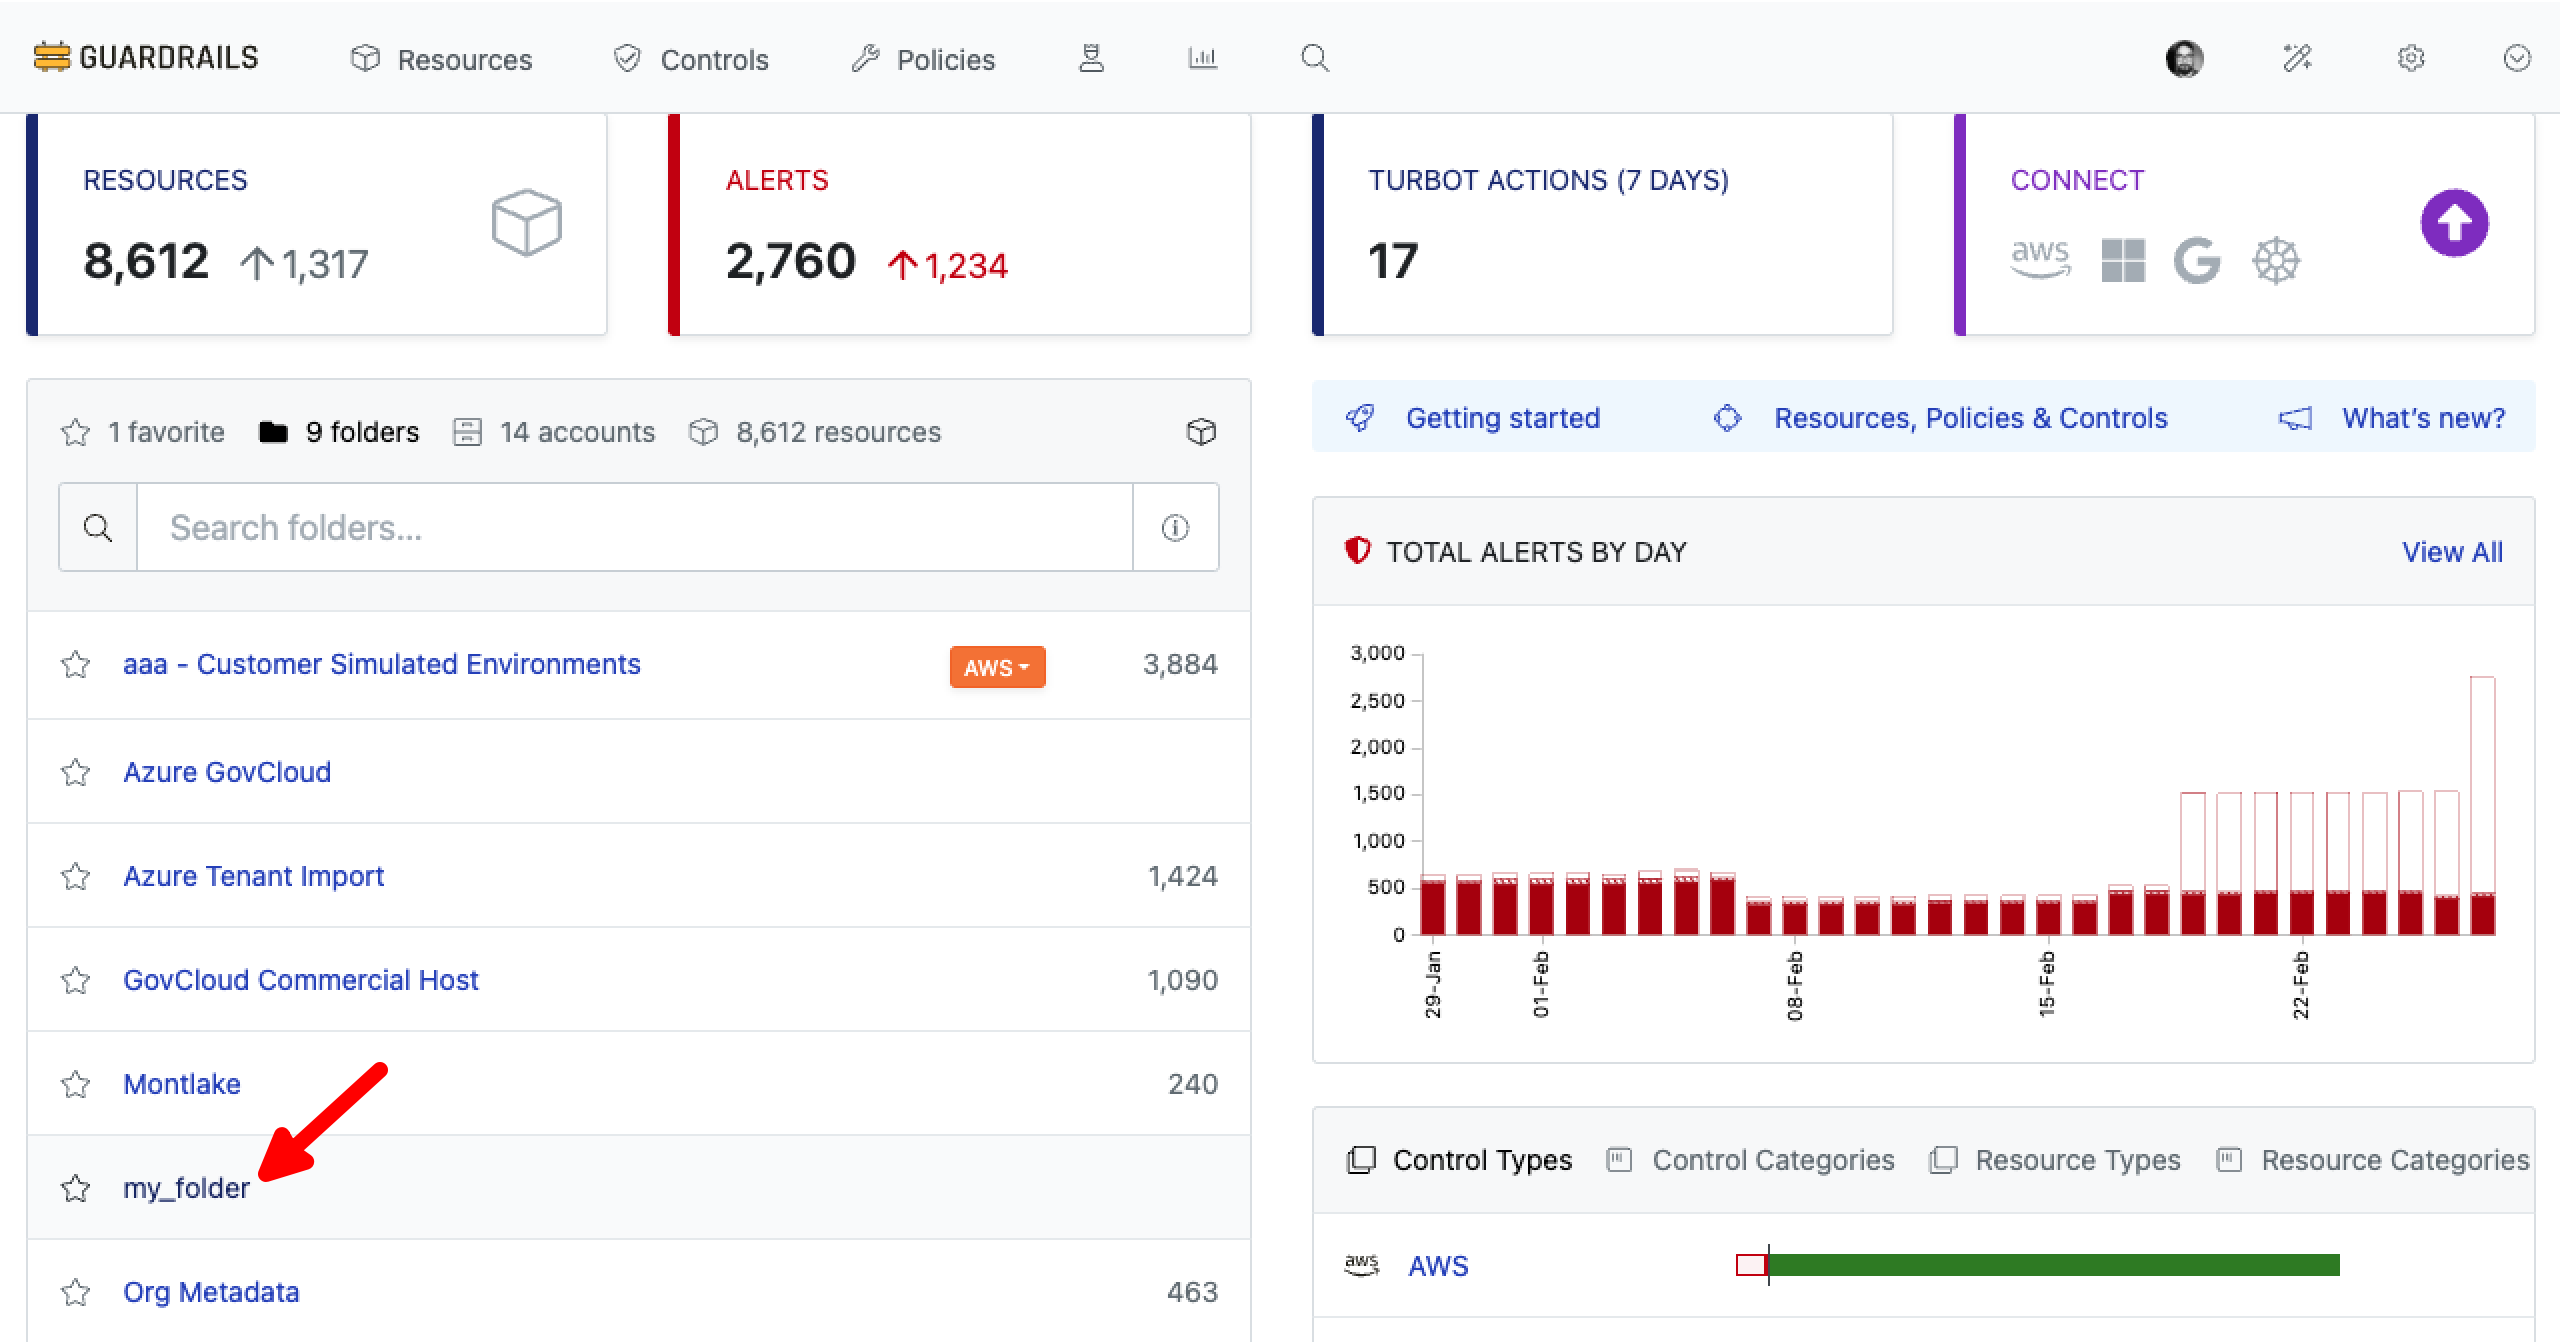 GUARDRAILS Resources Controls Policies
RESOURCES
8,612 1,317
ALERTS
2,760 1,234
TURBOT ACTIONS (7 DAYS)
17
CONNECT
aws
1 favorite 9 folders 14 accounts 8,612 resources
Search folders...
aaa - Customer Simulated Environments AWS 3,884
Azure GovCloud
Azure Tenant Import 1,424
GovCloud Commercial Host 1,090
Montlake 240
my_folder
Org Metadata 463
Getting started Resources, Policies & Controls What’s new?
TOTAL ALERTS BY DAY View All
3,000
2,500
2,000
1,500
1,000
500
0
29-Jan 01-Feb 08-Feb 15-Feb 22-Feb
Control Types Control Categories Resource Types Resource Categories
aws AWS